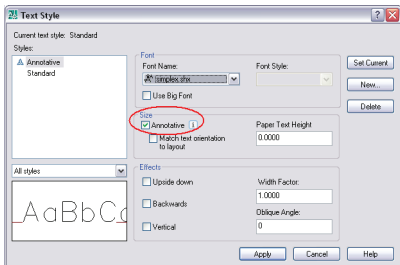 Text Style
Current text style: Standard
Styles:
Annotative
Standard
All styles
AaBbC
Font
Font Name:
simplex.shx
Font Style:
Use Big Font
Size
Annotative i
Match text orientation
to layout
Paper Text Height
0.0000
Effects
Upside down
Backwards
Vertical
Width Factor:
1.0000
Oblique Angle:
0
Set Current
New...
Delete
Apply
Cancel
Help